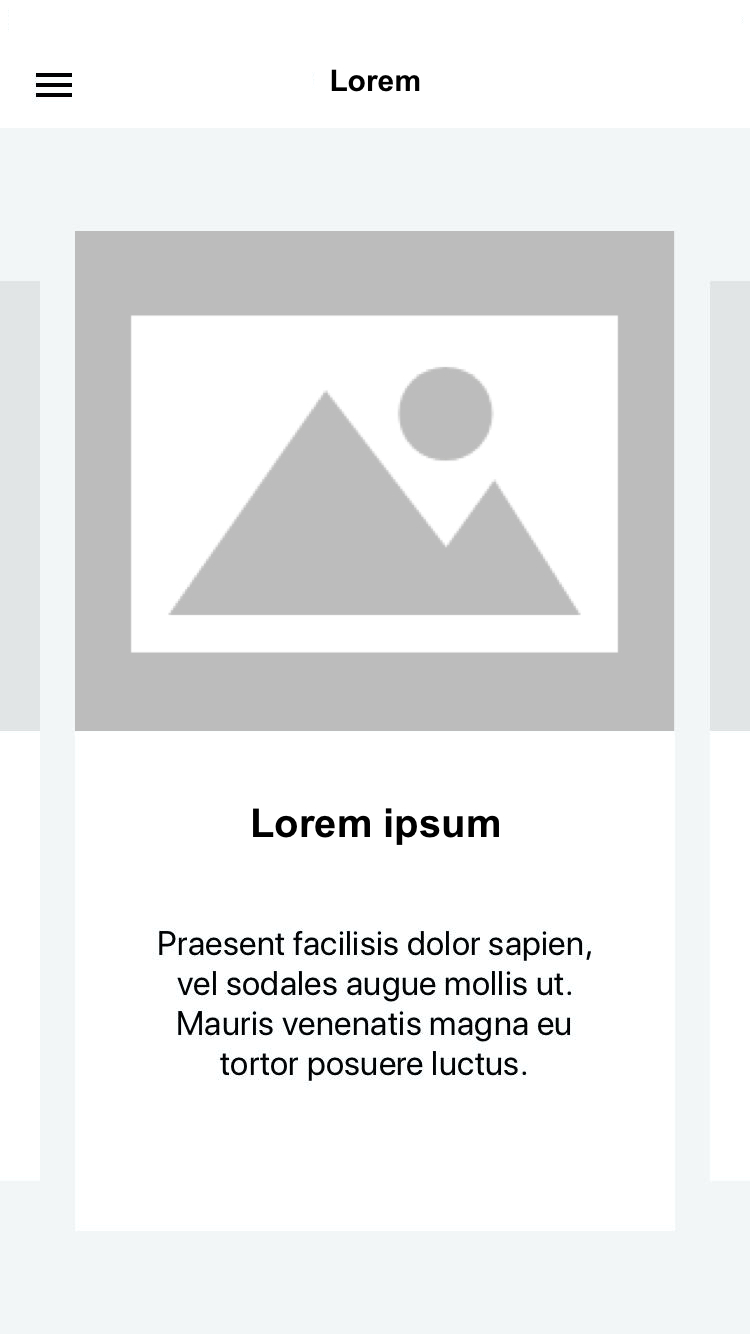 Lorem
Lorem ipsum
Praesent facilisis dolor sapien,
vel sodales augue mollis ut.
Mauris venenatis magna eu
tortor posuere luctus.